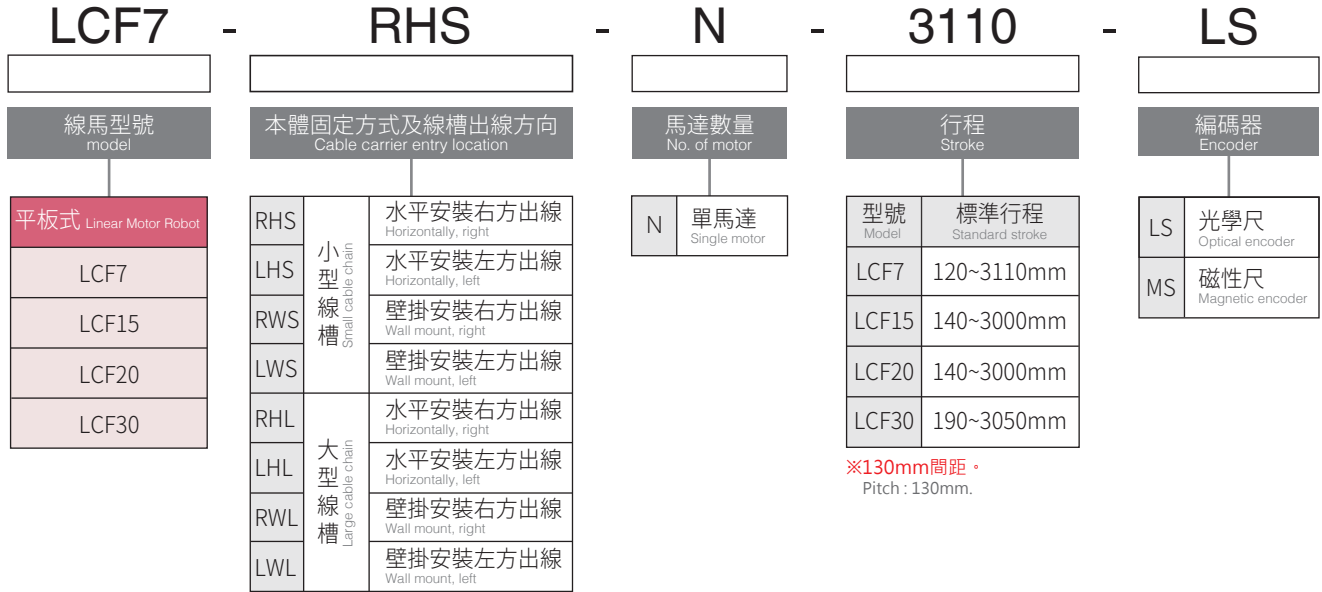 LCF7 - RHS - N - 3110 - LS
線馬型號
model
平板式 Linear Motor Robot
LCF7
LCF15
LCF20
LCF30
本體固定方式及線槽出線方向
Cable carrier entry location
小型線槽
Small cable chain
RHS 水平安裝右方出線
Horizontally, right
LHS 水平安裝左方出線
Horizontally, left
RWS 壁掛安裝右方出線
Wall mount, right
LWS 壁掛安裝左方出線
Wall mount, left
大型線槽
Large cable chain
RHL 水平安裝右方出線
Horizontally, right
LHL 水平安裝左方出線
Horizontally, left
RWL 壁掛安裝右方出線
Wall mount, right
LWL 壁掛安裝左方出線
Wall mount, left
馬達數量
No. of motor
N 單馬達
Single motor
行程
Stroke
型號 標準行程
Model Standard stroke
LCF7 120~3110mm
LCF15 140~3000mm
LCF20 140~3000mm
LCF30 190~3050mm
※130mm間距。
Pitch : 130mm.
編碼器
Encoder
LS 光學尺
Optical encoder
MS 磁性尺
Magnetic encoder